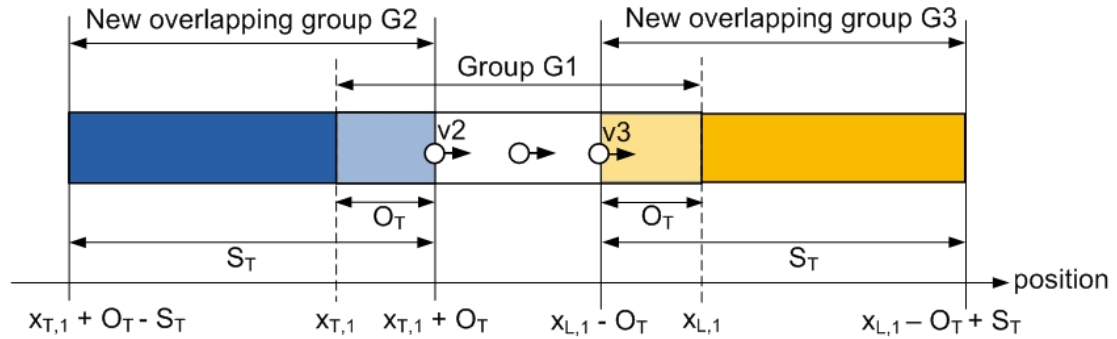 New overlapping group G2
New overlapping group G3
Group G1
v2
v3
O_T
O_T
S_T
S_T
position
x_T,1 + O_T - S_T
x_T,1
x_T,1 + O_T
x_L,1 - O_T
x_L,1
x_L,1 – O_T + S_T